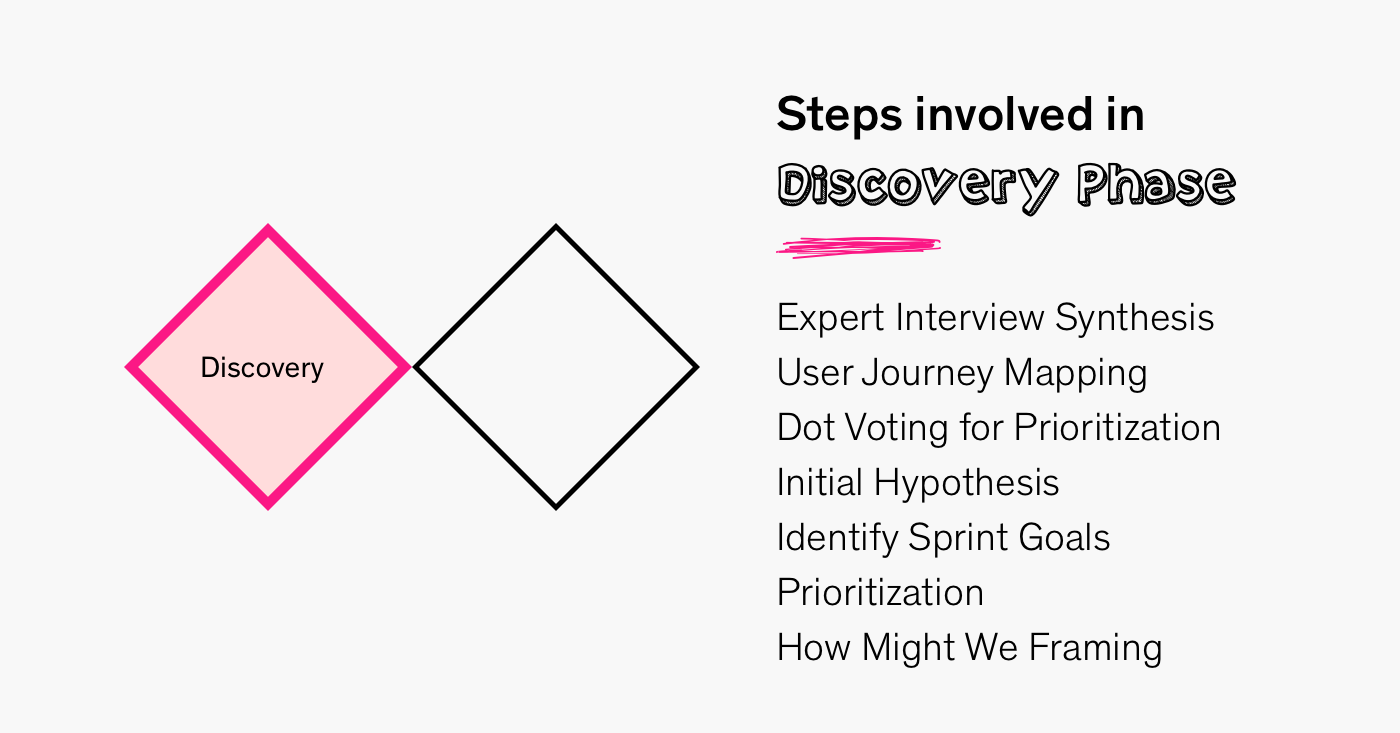 Steps involved in
Discovery Phase
Discovery
Expert Interview Synthesis
User Journey Mapping
Dot Voting for Prioritization
Initial Hypothesis
Identify Sprint Goals
Prioritization
How Might We Framing